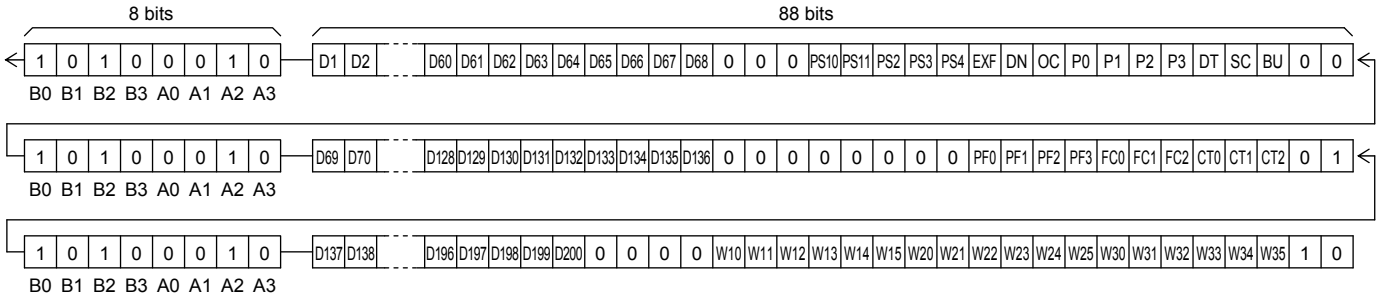 8 bits 88 bits
1 0 1 0 0 0 1 0 D1 D2 D60 D61 D62 D63 D64 D65 D66 D67 D68 0 0 0 PS10 PS11 PS2 PS3 PS4 EXF DN OC P0 P1 P2 P3 DT SC BU 0 0
B0 B1 B2 B3 A0 A1 A2 A3
1 0 1 0 0 0 1 0 D69 D70 D128 D129 D130 D131 D132 D133 D134 D135 D136 0 0 0 0 0 0 0 0 PF0 PF1 PF2 PF3 FC0 FC1 FC2 CT0 CT1 CT2 0 1
B0 B1 B2 B3 A0 A1 A2 A3
1 0 1 0 0 0 1 0 D137 D138 D196 D197 D198 D199 D200 0 0 0 0 W10 W11 W12 W13 W14 W15 W20 W21 W22 W23 W24 W25 W30 W31 W32 W33 W34 W35 1 0
B0 B1 B2 B3 A0 A1 A2 A3